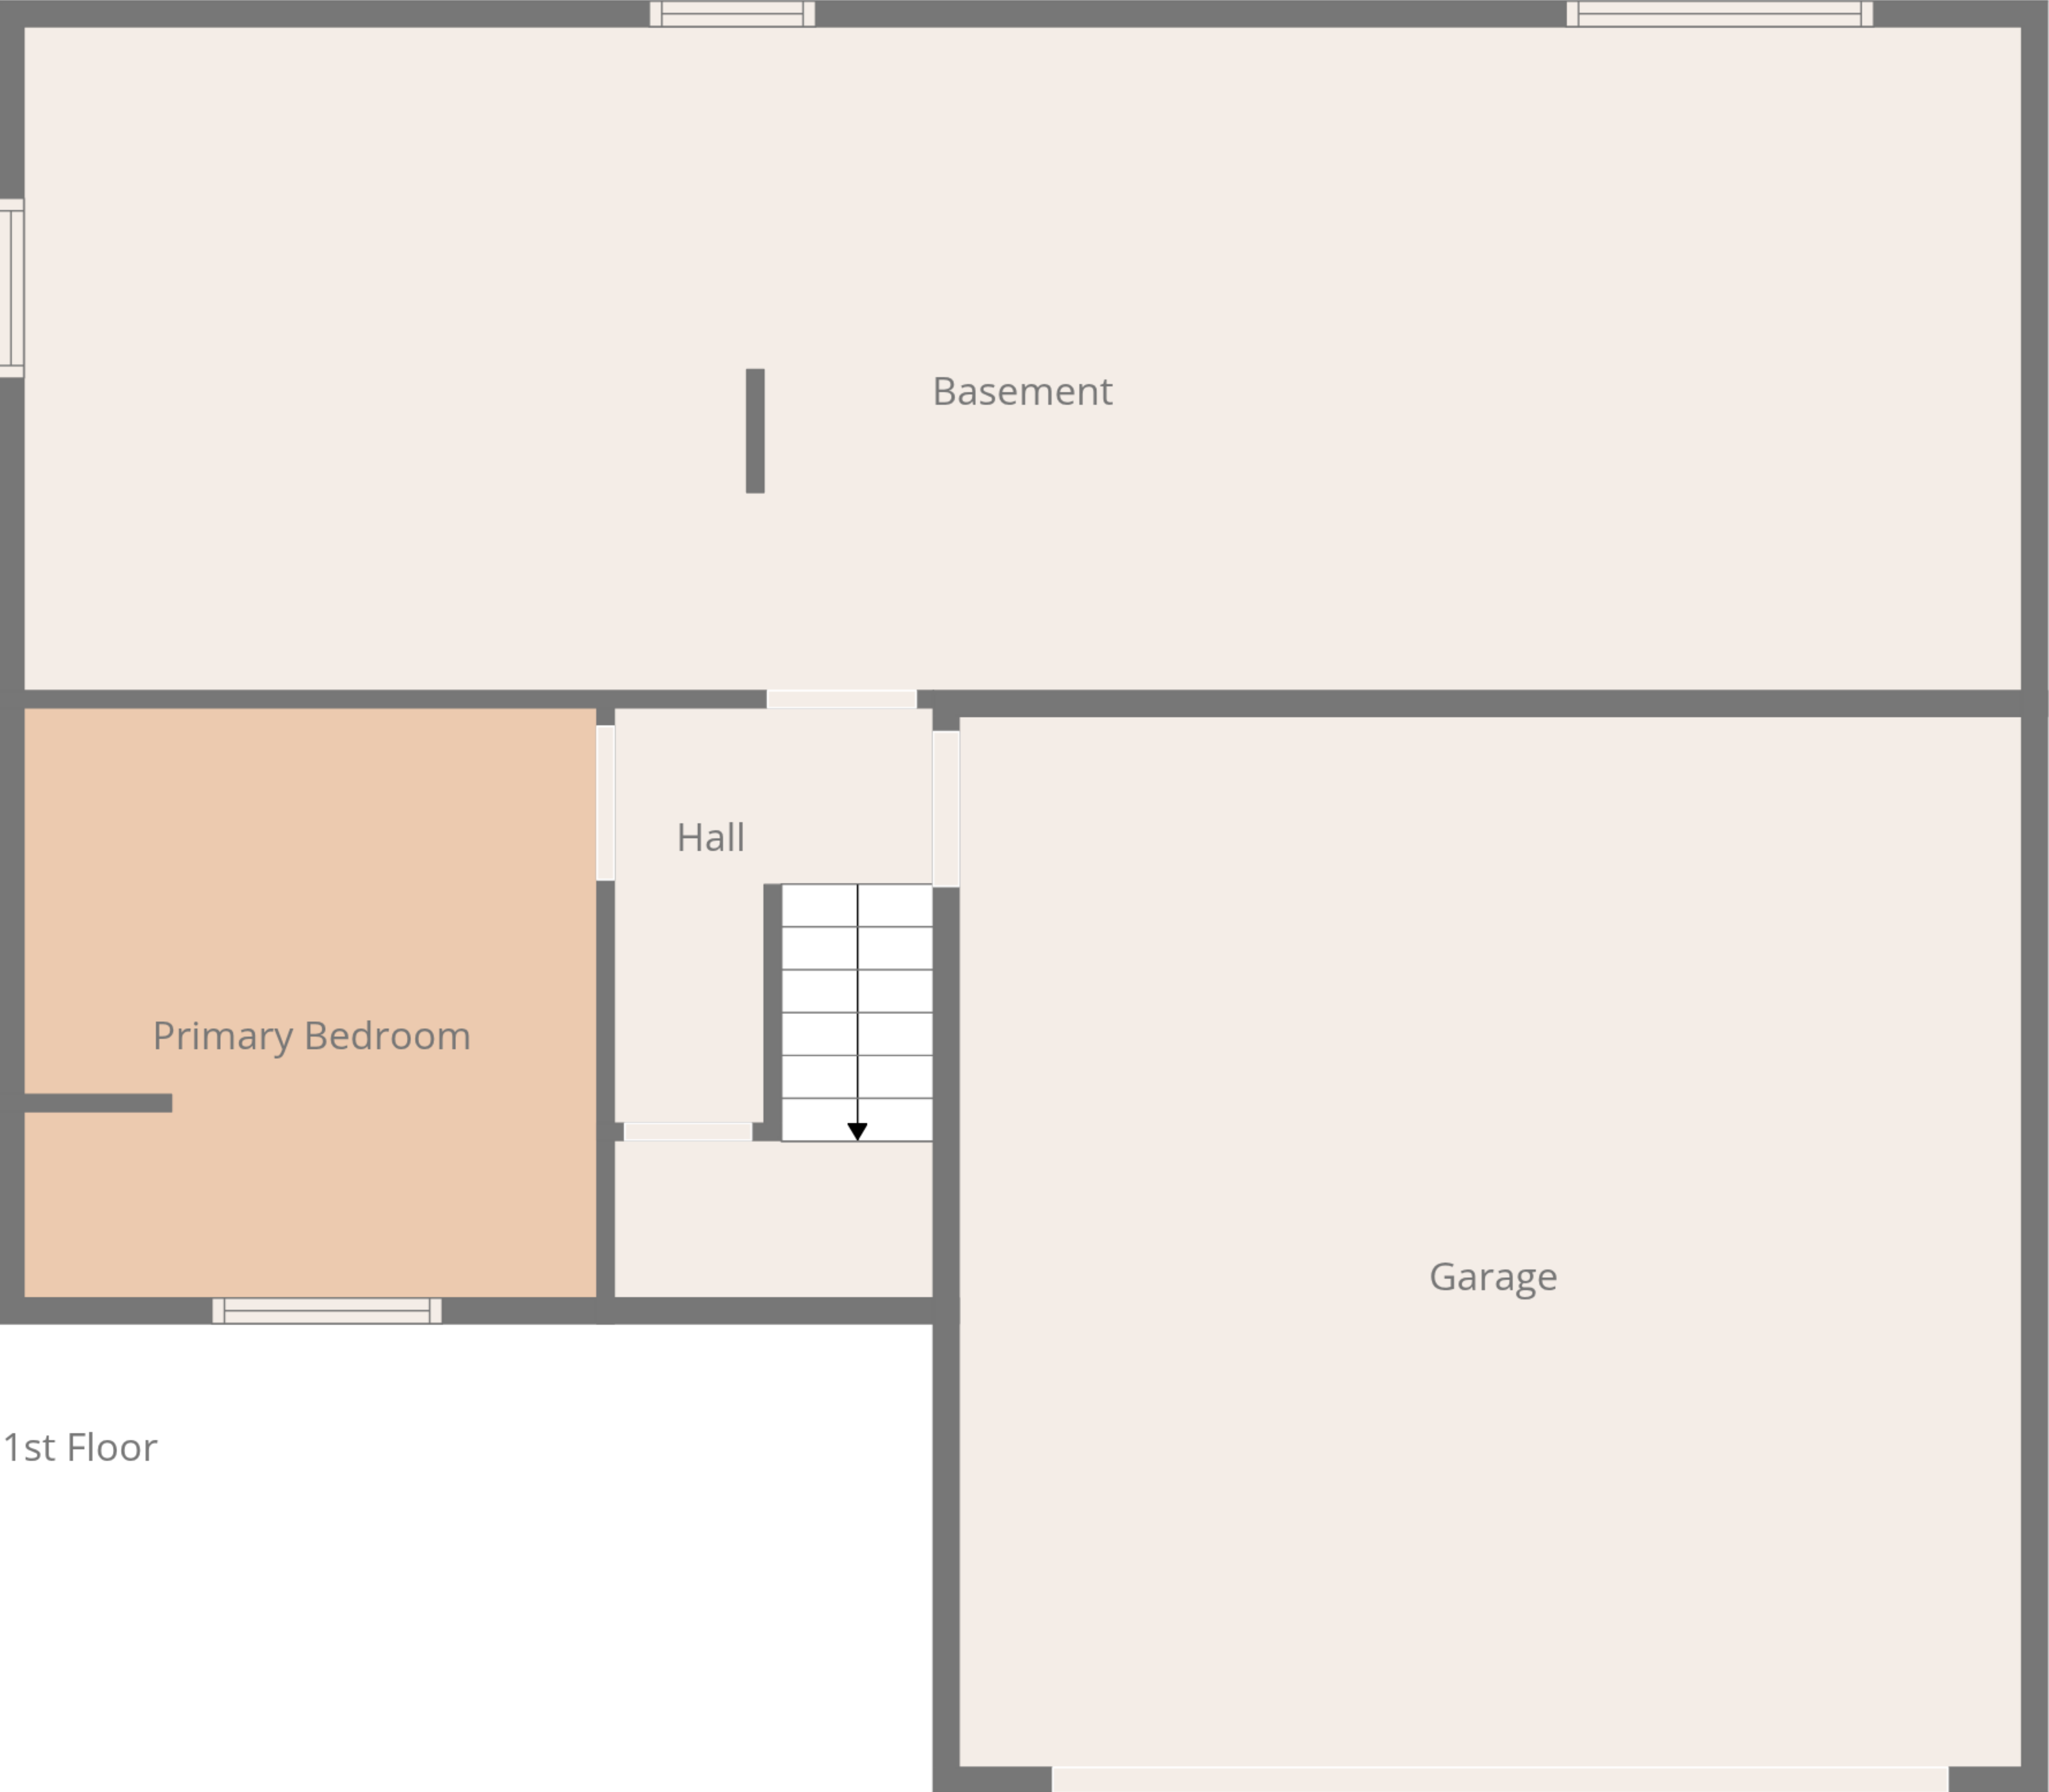 Basement
Hall
Primary Bedroom
Garage
1st Floor